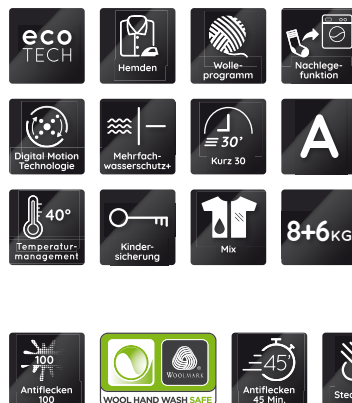 eco
TECH
Hemden
Wolle-
programm
Nachlege-
funktion
Digital Motion
Technologie
Mehrfach-
wasserschutz+
30'
Kurz 30
A
40°
Temperatur-
management
Kinder-
sicherung
Mix
8+6KG
100
Antiflecken
100
WOOLMARK
WOOL HAND WASH SAFE
45'
Antiflecken
45 Min.